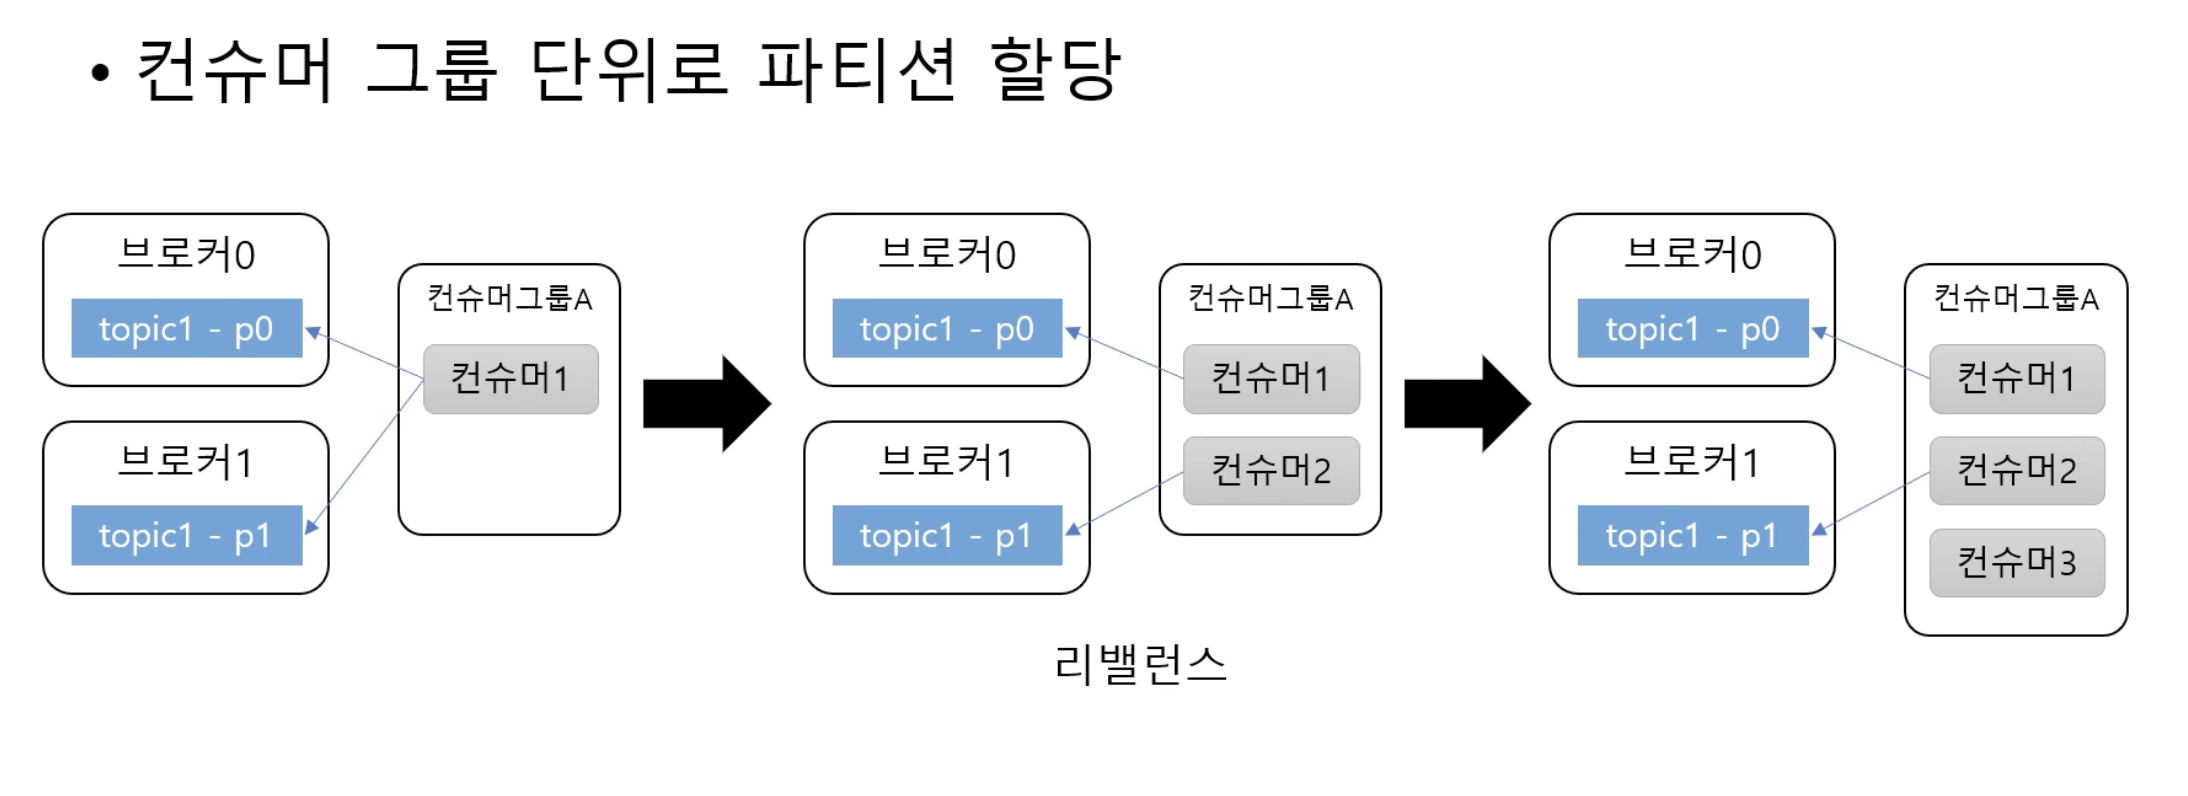 • 컨슈머 그룹 단위로 파티션 할당
브로커0
topic1 - p0
브로커1
topic1 - p1
컨슈머그룹A
컨슈머1
브로커0
topic1 - p0
브로커1
topic1 - p1
컨슈머그룹A
컨슈머1
컨슈머2
브로커0
topic1 - p0
브로커1
topic1 - p1
컨슈머그룹A
컨슈머1
컨슈머2
컨슈머3
리밸런스